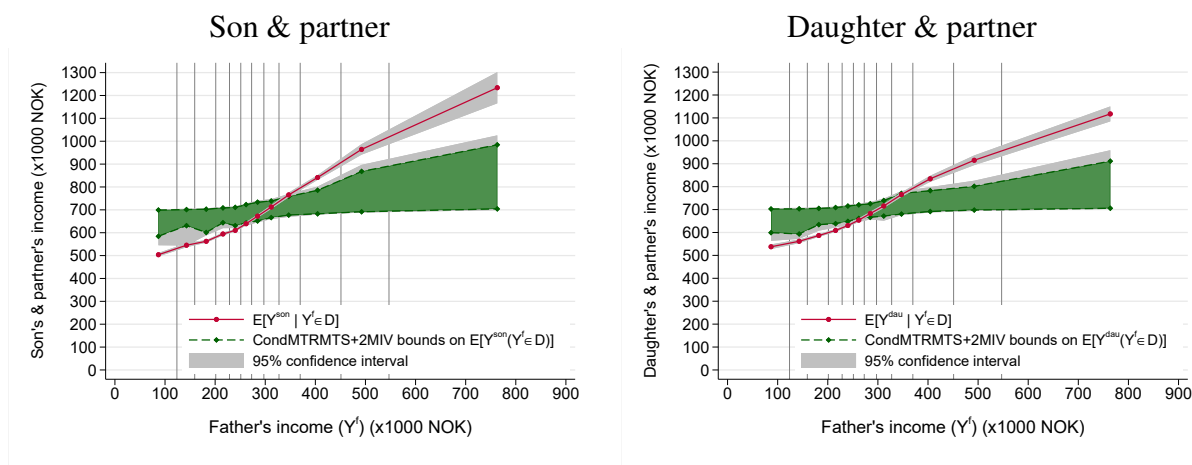 Son & partner
Son's & partner's income (x1000 NOK)
1300
1200
1100
1000
900
800
700
600
500
400
300
200
100
0
E[Y^son | Y^f∈D]
CondMTRMTS+2MIV bounds on E[Y^son(Y^f∈D)]
95% confidence interval
0 100 200 300 400 500 600 700 800 900
Father's income (Y^f) (x1000 NOK)
Daughter & partner
Daughter's & partner's income (x1000 NOK)
1300
1200
1100
1000
900
800
700
600
500
400
300
200
100
0
E[Y^dau | Y^f∈D]
CondMTRMTS+2MIV bounds on E[Y^dau(Y^f∈D)]
95% confidence interval
0 100 200 300 400 500 600 700 800 900
Father's income (Y^f) (x1000 NOK)